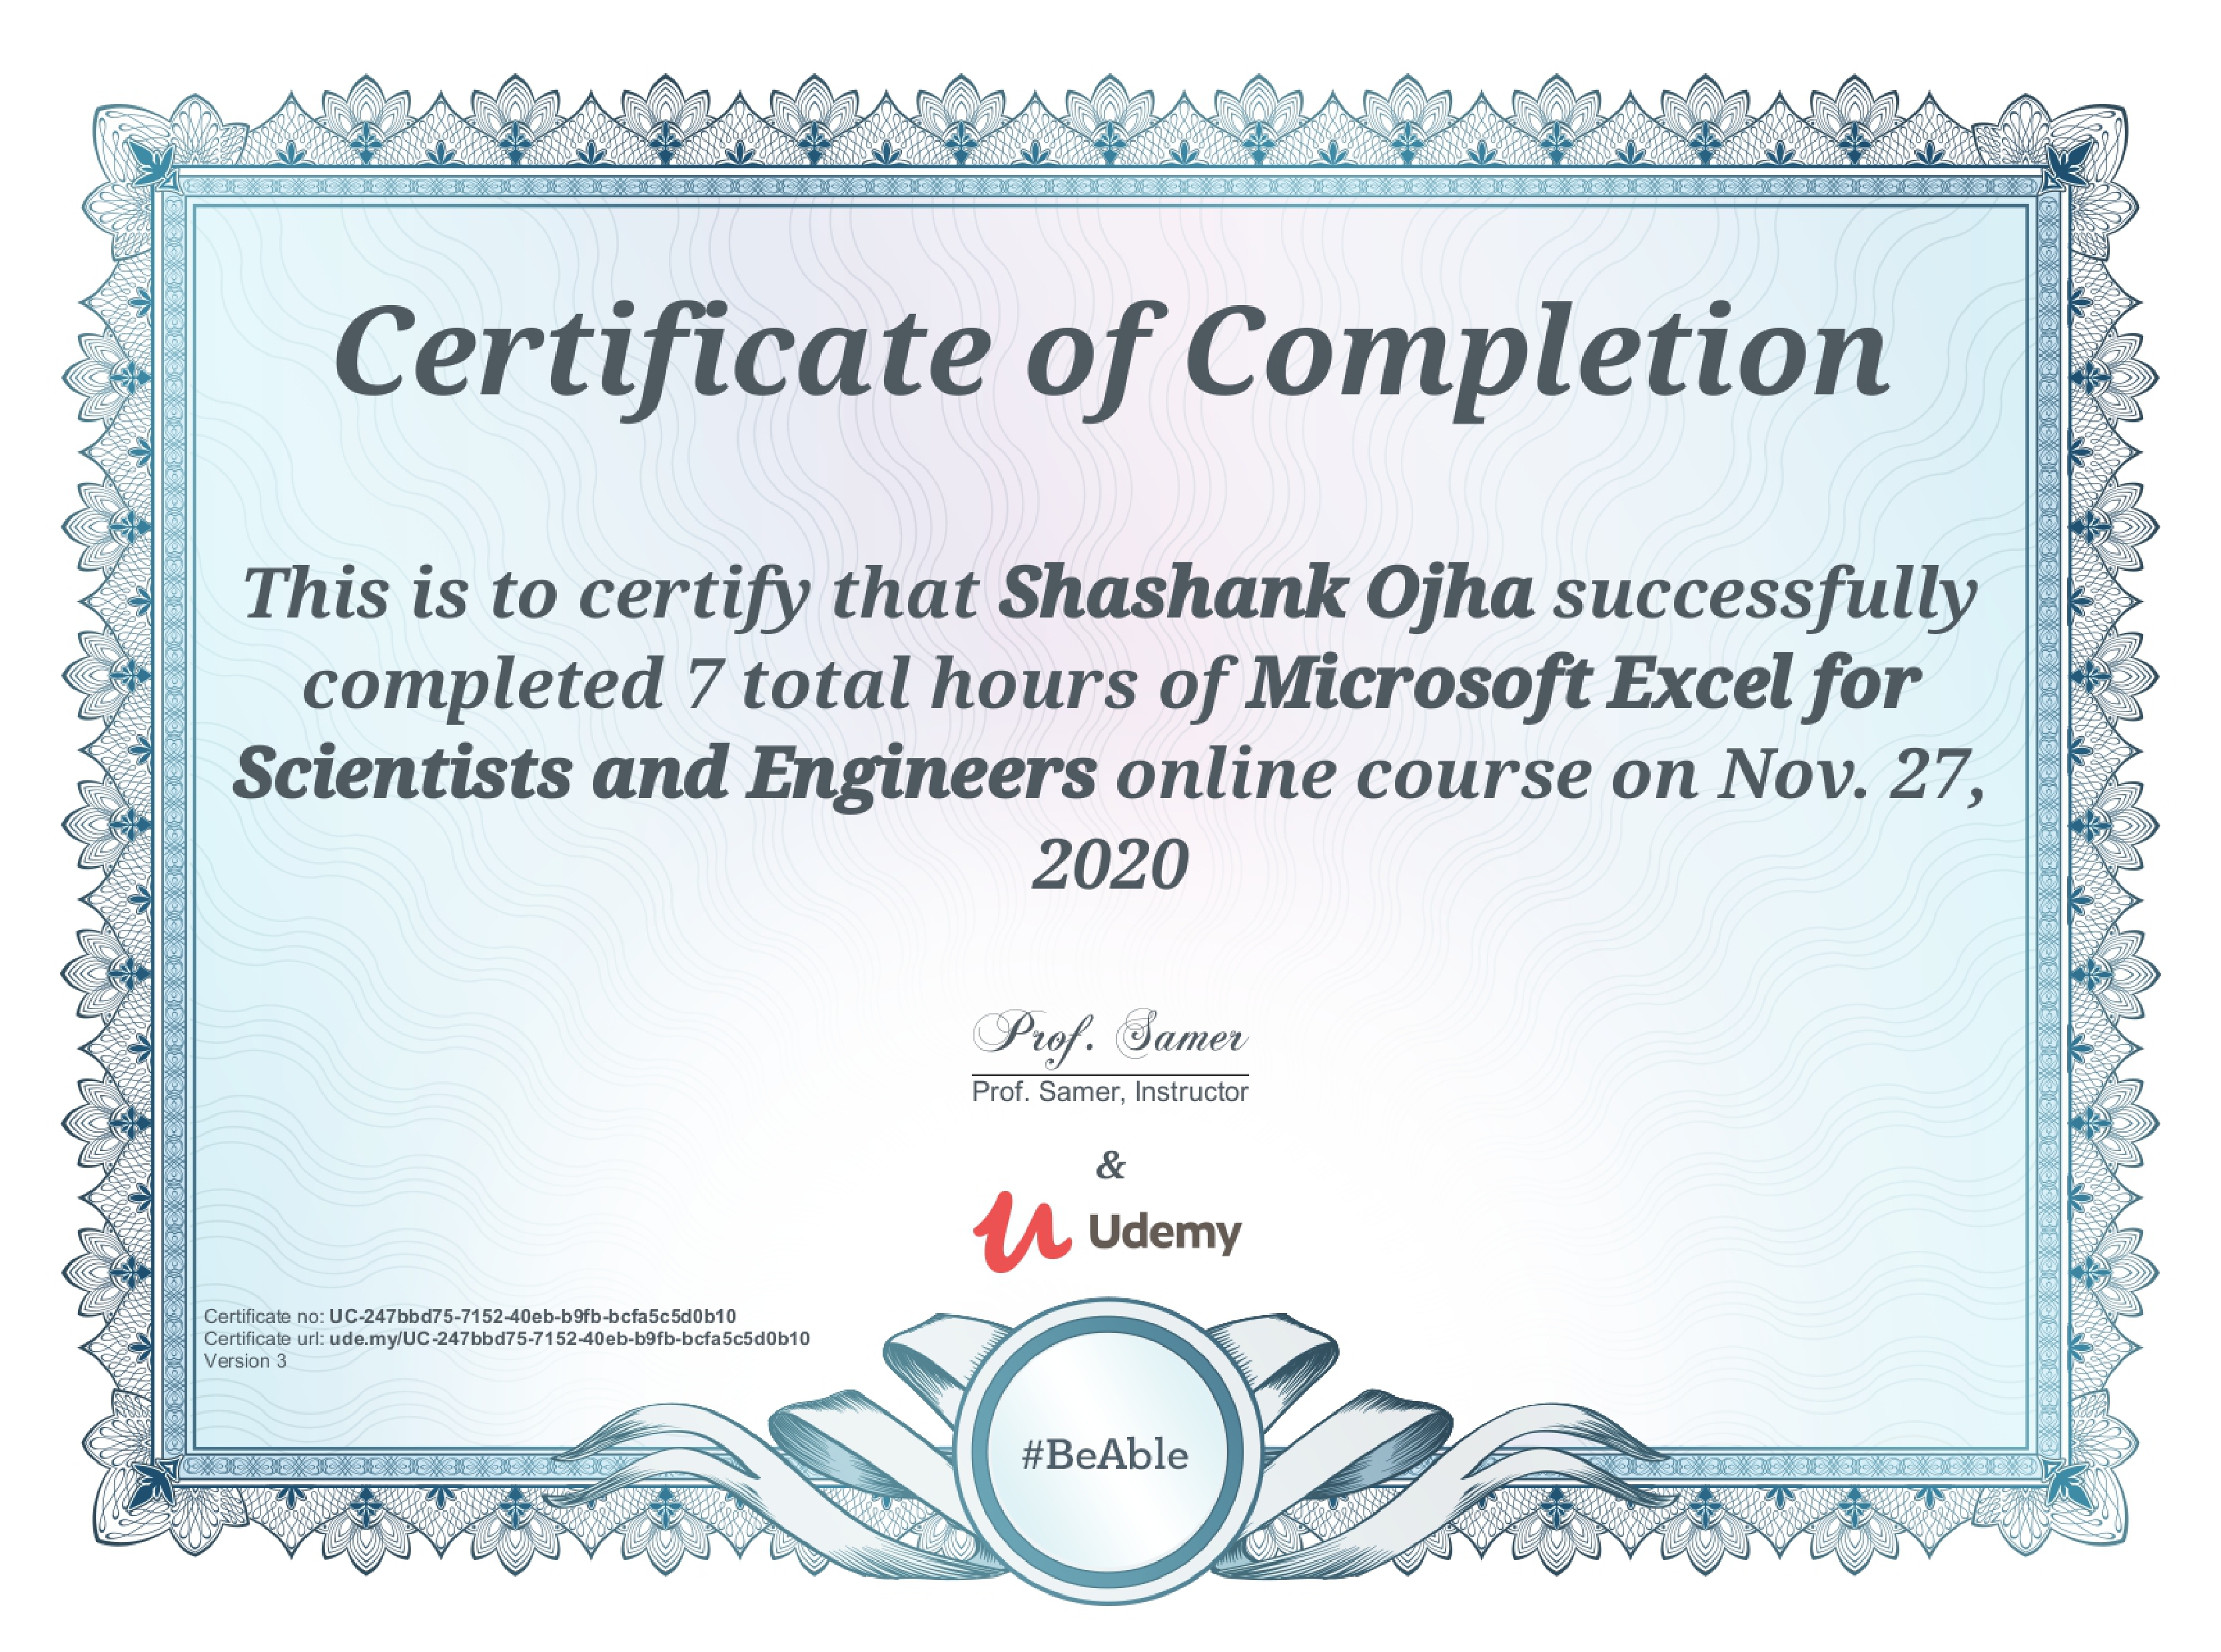 Certificate of Completion
This is to certify that Shashank Ojha successfully
completed 7 total hours of Microsoft Excel for
Scientists and Engineers online course on Nov. 27,
2020
Prof. Samer
Prof. Samer, Instructor
&
Udemy
Certificate no: UC-247bbd75-7152-40eb-b9fb-bcfa5c5d0b10
Certificate url: ude.my/UC-247bbd75-7152-40eb-b9fb-bcfa5c5d0b10
Version 3
#BeAble